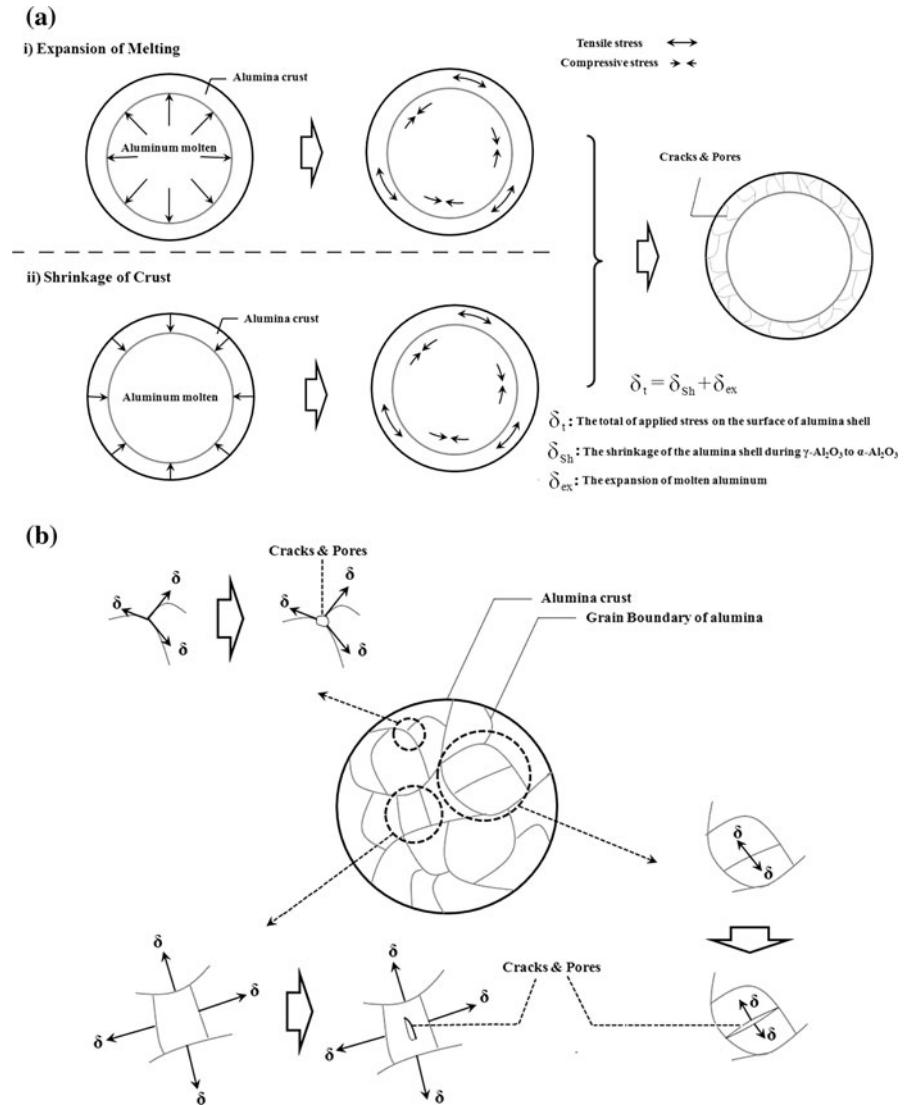 (a)
i) Expansion of Melting
Alumina crust
Aluminum molten
Tensile stress
Compressive stress
Cracks & Pores
ii) Shrinkage of Crust
Alumina crust
Aluminum molten
δt = δSh + δex
δt : The total of applied stress on the surface of alumina shell
δSh : The shrinkage of the alumina shell during γ-Al2O3 to α-Al2O3
δex : The expansion of molten aluminum
(b)
Cracks & Pores
δ
δ
δ
δ
δ
δ
Alumina crust
Grain Boundary of alumina
δ
δ
δ
δ
δ
δ
δ
δ
δ
δ
Cracks & Pores
δ
δ